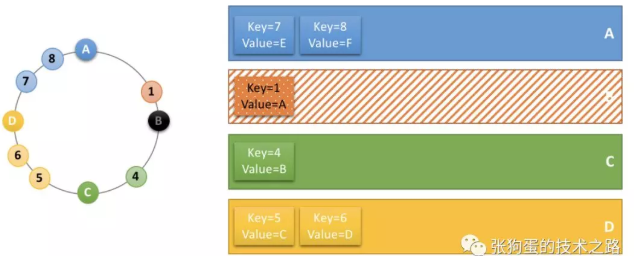 A
8
7
1
D
B
6
5
4
C
Key=7
Value=E
Key=8
Value=F
A
Key=1
Value=A
Key=4
Value=B
C
Key=5
Value=C
Key=6
Value=D
D
张狗蛋的技术之路